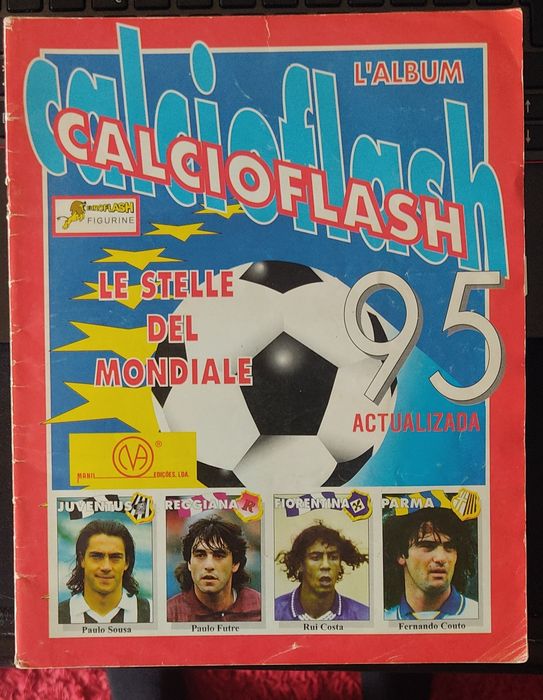 L'ALBUM
calcioflash
CALCIOFLASH
EUROFLASH
FIGURINE
LE STELLE
DEL
MONDIALE
95
ACTUALIZADA
®
EDIÇÕES, LDA.
JUVENTUS
REGGIANA
FIORENTINA
PARMA
Paulo Sousa
Paulo Futre
Rui Costa
Fernando Couto